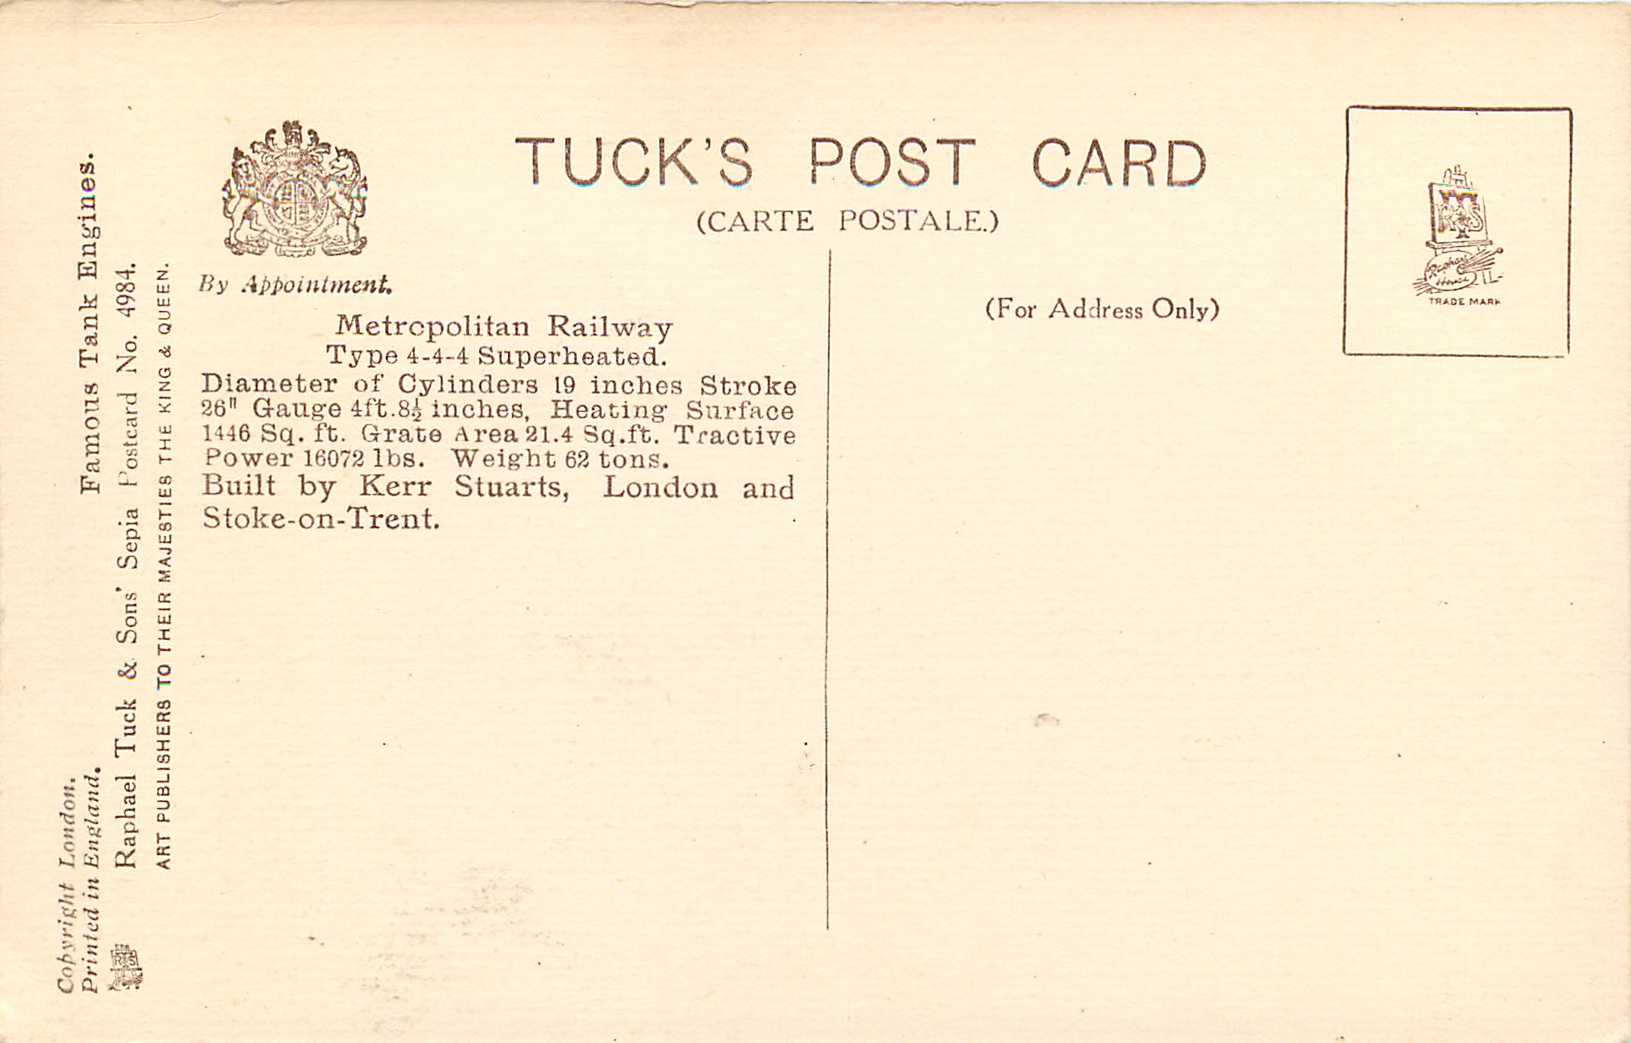 TUCK'S POST CARD
(CARTE POSTALE.)
By Appointment.
Metropolitan Railway
Type 4-4-4 Superheated.
Diameter of Cylinders 19 inches Stroke
26" Gauge 4ft.8½ inches, Heating Surface
1446 Sq. ft. Grate Area 21.4 Sq.ft. Tractive
Power 16072 lbs. Weight 62 tons.
Built by Kerr Stuarts, London and
Stoke-on-Trent.
(For Address Only)
Raphael
House
TRADE MARK
Copyright London.
Printed in England.
Famous Tank Engines.
Raphael Tuck & Sons' Sepia Postcard No. 4984.
ART PUBLISHERS TO THEIR MAJESTIES THE KING & QUEEN.